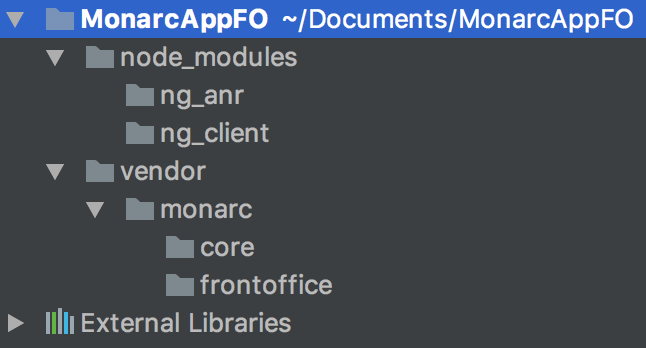 MonarcAppFO ~/Documents/MonarcAppFO
node_modules
ng_anr
ng_client
vendor
monarc
core
frontoffice
External Libraries